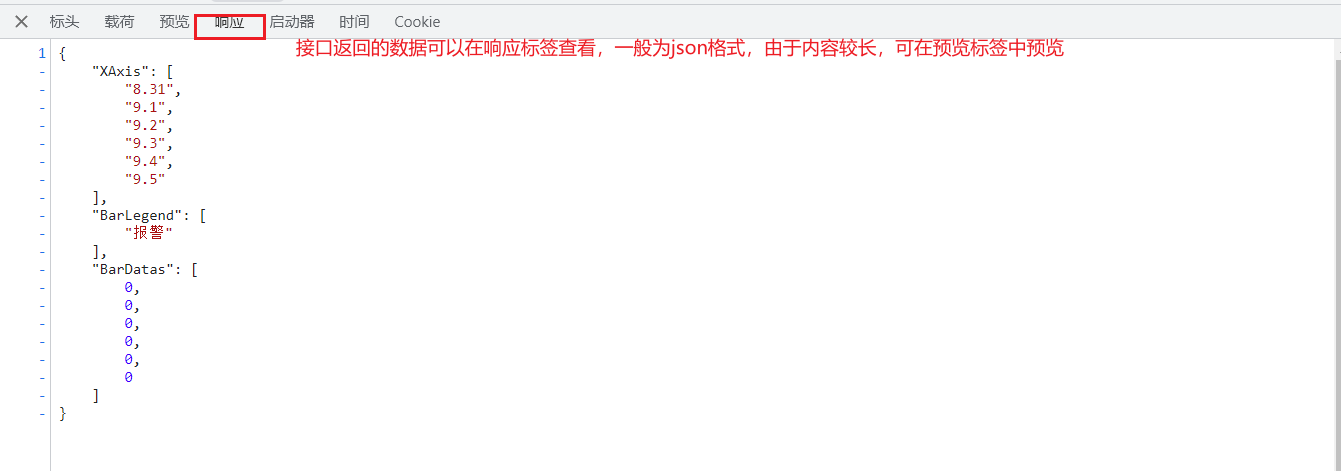 标头 载荷 预览 响应 启动器 时间 Cookie
接口返回的数据可以在响应标签查看，一般为json格式，由于内容较长，可在预览标签中预览
1 {
- "XAxis": [
- "8.31",
- "9.1",
- "9.2",
- "9.3",
- "9.4",
- "9.5"
- ],
- "BarLegend": [
- "报警"
- ],
- "BarDatas": [
- 0,
- 0,
- 0,
- 0,
- 0,
- 0
- ]
- }